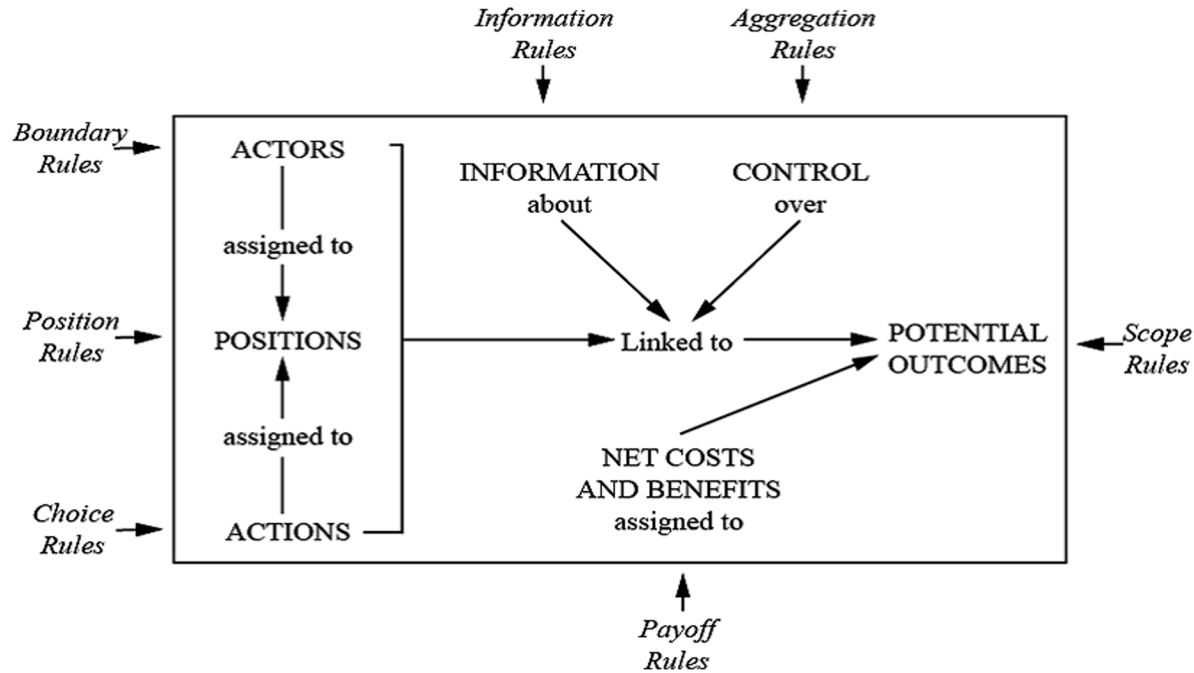 Information
Rules
Aggregation
Rules
Boundary
Rules
ACTORS
INFORMATION
about
CONTROL
over
assigned to
Position
Rules
POSITIONS
Linked to
POTENTIAL
OUTCOMES
Scope
Rules
assigned to
NET COSTS
AND BENEFITS
assigned to
Choice
Rules
ACTIONS
Payoff
Rules